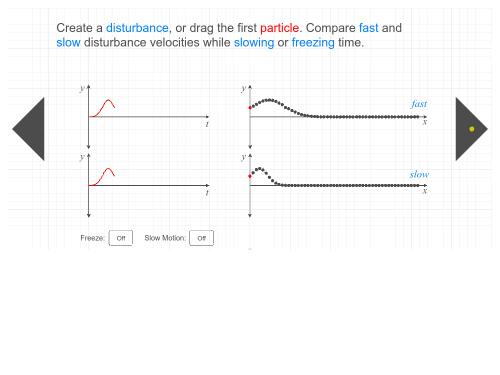 Create a disturbance, or drag the first particle. Compare fast and
slow disturbance velocities while slowing or freezing time.
y
t
y
fast
x
y
t
y
slow
x
Freeze: Off Slow Motion: Off